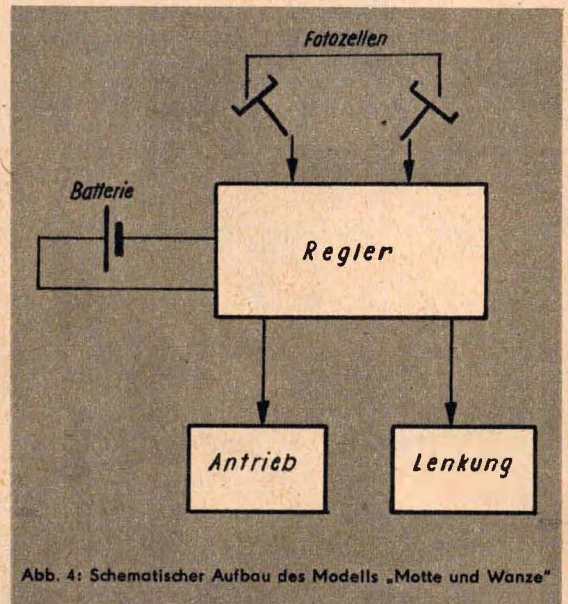 Fotozellen
Batterie
Regler
Antrieb
Lenkung
Abb. 4: Schematischer Aufbau des Modells „Motte und Wanze"